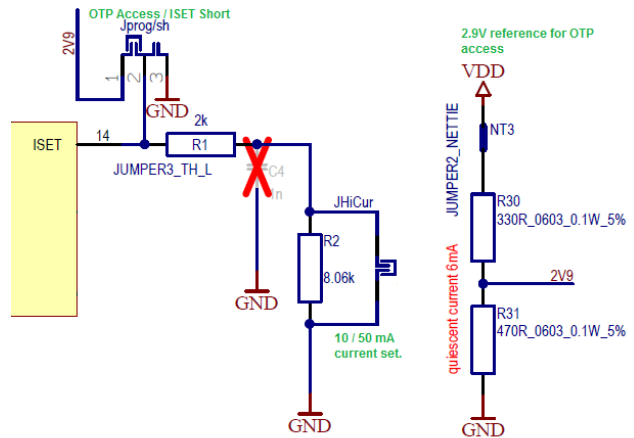 OTP Access / ISET Short
Jprog/sh
2V9
1
2
3
GND
ISET
14
2k
R1
JUMPER3_TH_L
C4
1n
GND
JHiCur
R2
8.06k
10 / 50 mA
current set.
GND
2.9V reference for OTP
access
VDD
NT3
JUMPER2_NETTIE
R30
330R_0603_0.1W_5%
2V9
quiescent current 6mA
R31
470R_0603_0.1W_5%
GND